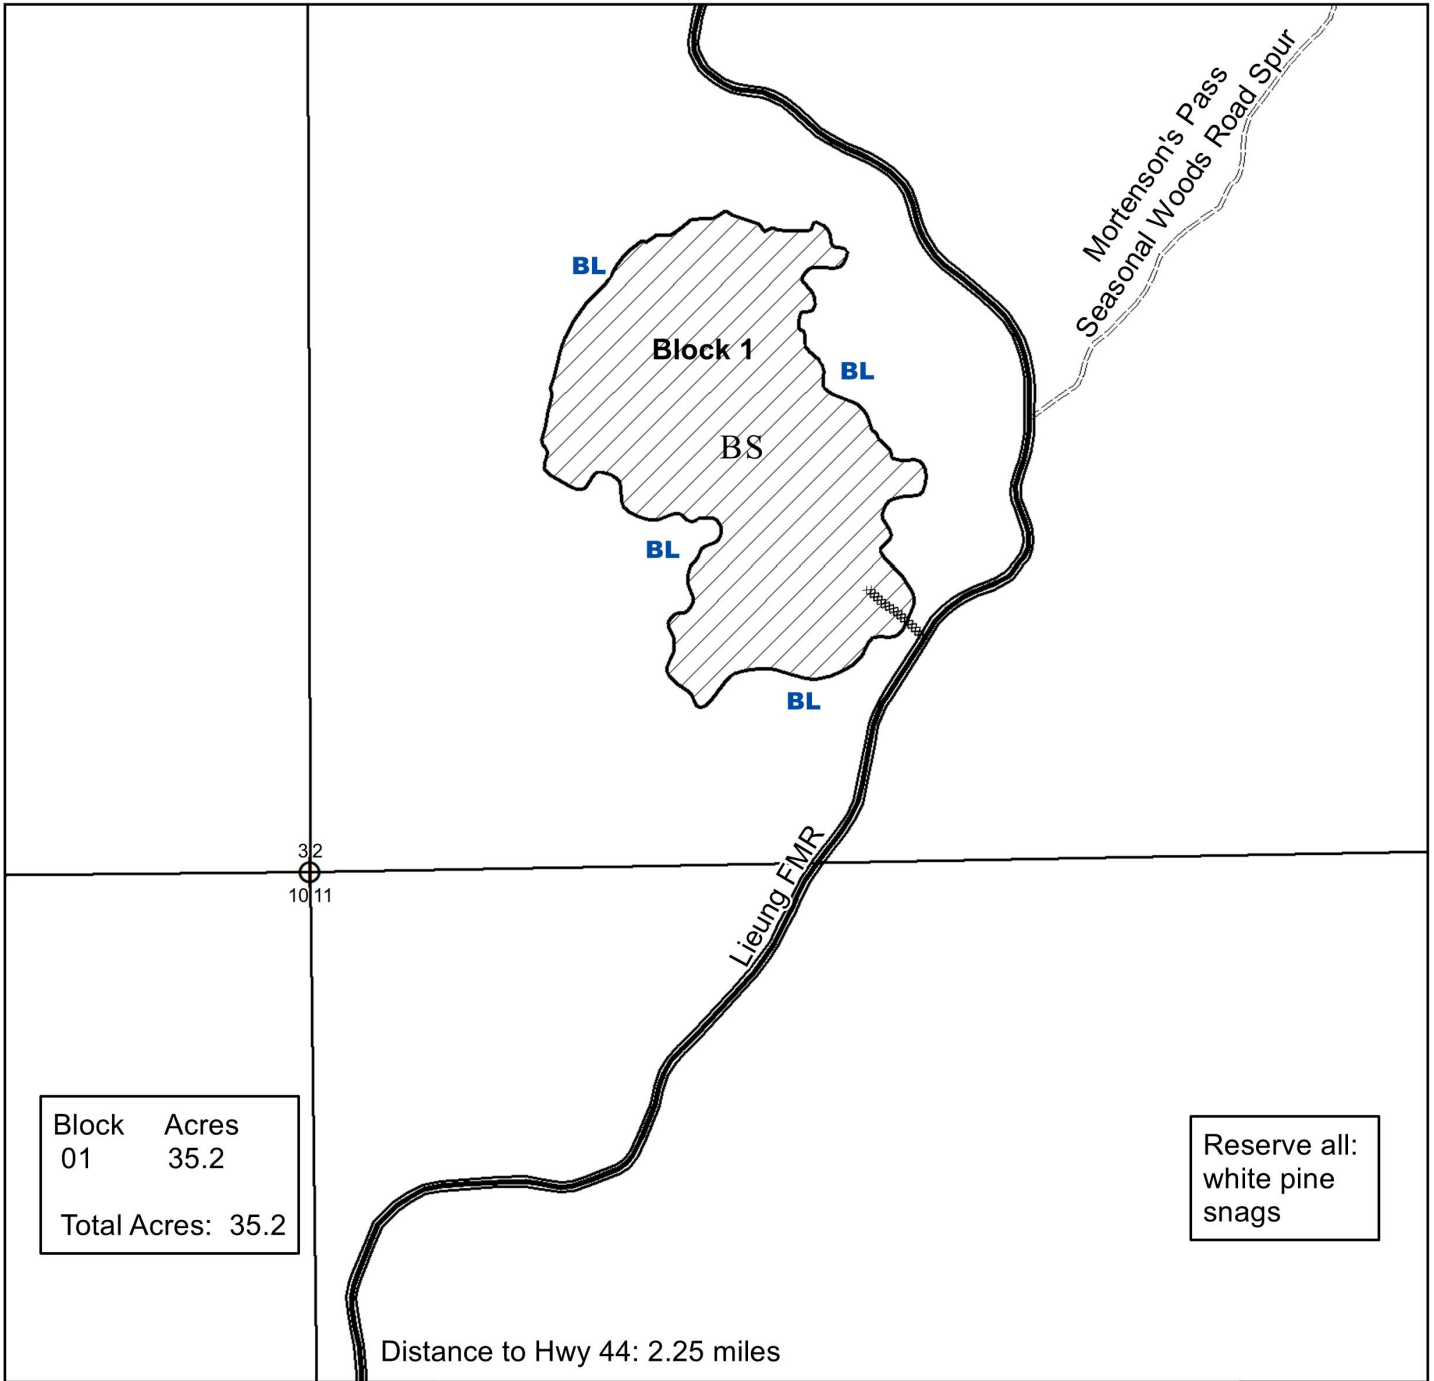 Mortenson's Pass
Seasonal Woods Road Spur
BL
Block 1
BL
BS
BL
BL
3 2
10 11
Lieung FMR
Block Acres
01 35.2
Total Acres: 35.2
Reserve all:
white pine
snags
Distance to Hwy 44: 2.25 miles